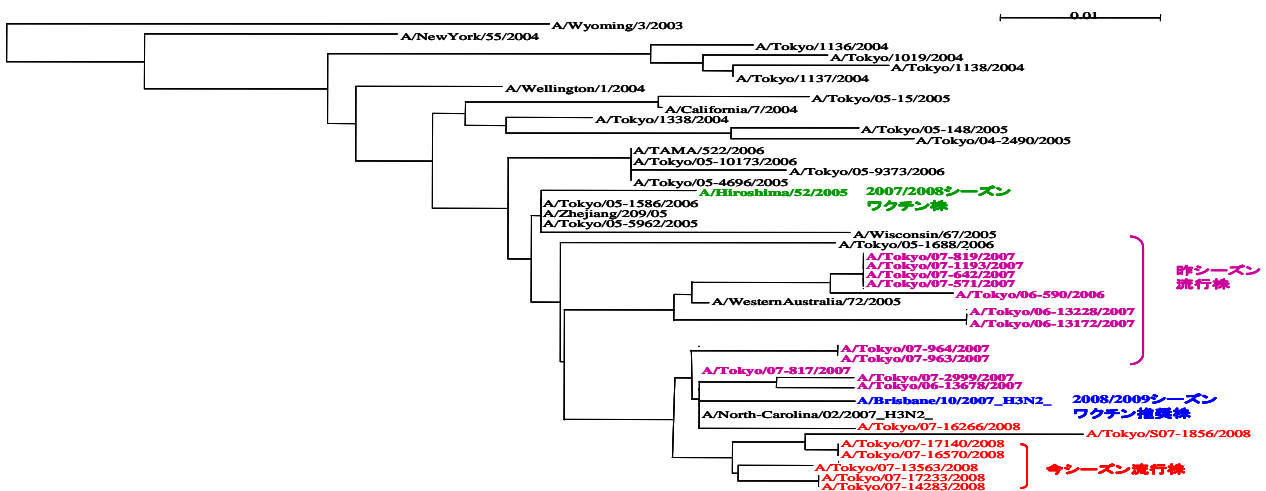 0.01
A/Wyoming/3/2003
A/NewYork/55/2004
A/Tokyo/1136/2004
A/Tokyo/1019/2004
A/Tokyo/1138/2004
A/Tokyo/1137/2004
A/Wellington/1/2004
A/Tokyo/05-15/2005
A/California/7/2004
A/Tokyo/1338/2004
A/Tokyo/05-148/2005
A/Tokyo/04-2490/2005
A/TAMA/522/2006
A/Tokyo/05-10173/2006
A/Tokyo/05-9373/2006
A/Tokyo/05-4696/2005
A/Hiroshima/52/2005 2007/2008シーズン
A/Tokyo/05-1586/2006 ワクチン株
A/Zhejiang/209/05
A/Tokyo/05-5962/2005
A/Wisconsin/67/2005
A/Tokyo/05-1688/2006
A/Tokyo/07-819/2007
A/Tokyo/07-1193/2007 昨シーズン
A/Tokyo/07-642/2007 流行株
A/Tokyo/07-571/2007
A/Tokyo/06-590/2006
A/WesternAustralia/72/2005
A/Tokyo/06-13228/2007
A/Tokyo/06-13172/2007
A/Tokyo/07-964/2007
A/Tokyo/07-963/2007
A/Tokyo/07-817/2007
A/Tokyo/07-2999/2007
A/Tokyo/06-13678/2007
A/Brisbane/10/2007_H3N2_ 2008/2009シーズン
A/North-Carolina/02/2007_H3N2_ ワクチン推奨株
A/Tokyo/07-16266/2008
A/Tokyo/S07-1856/2008
A/Tokyo/07-17140/2008
A/Tokyo/07-16570/2008
A/Tokyo/07-13563/2008 今シーズン流行株
A/Tokyo/07-17233/2008
A/Tokyo/07-14283/2008